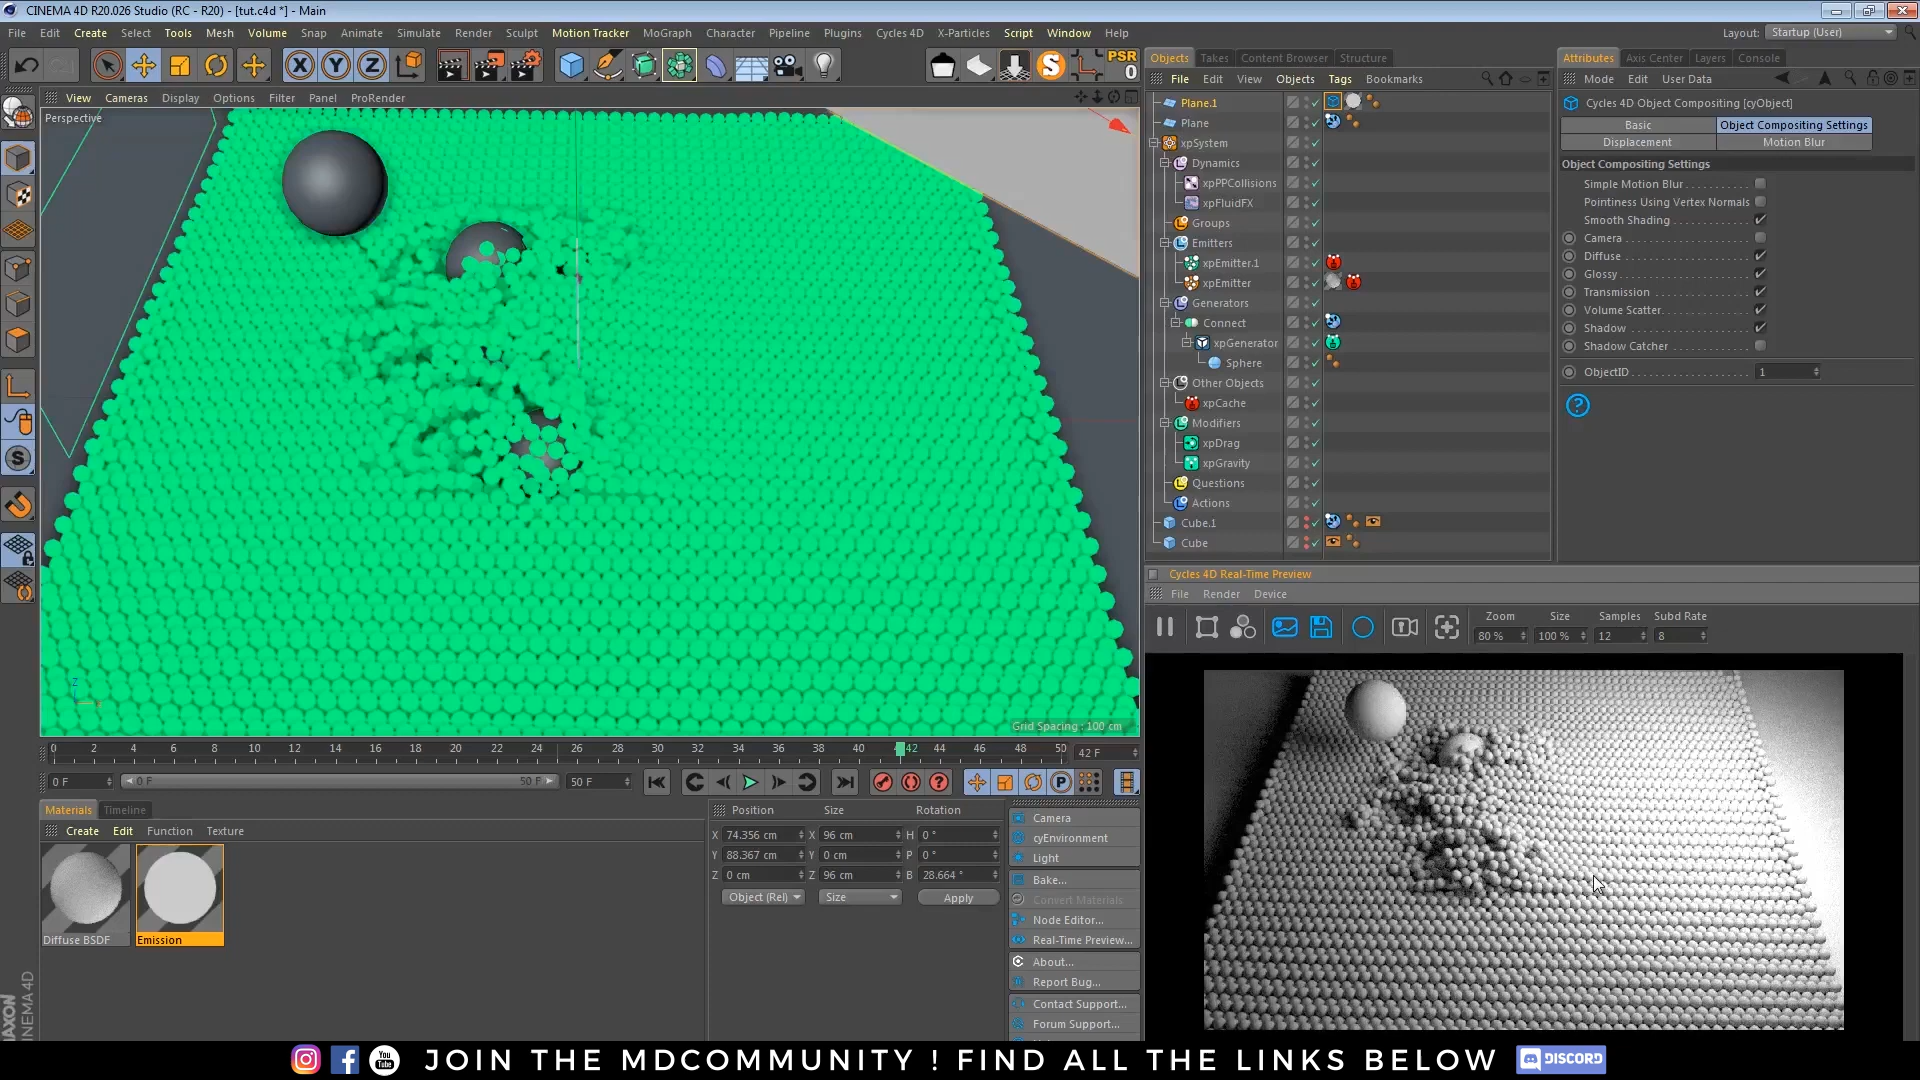 CINEMA 4D R20.026 Studio (RC - R20) - [tut.c4d *] - Main
File Edit Create Select Tools Mesh Volume Snap Animate Simulate Render Sculpt Motion Tracker MoGraph Character Pipeline Plugins Cycles 4D X-Particles Script Window Help
Layout: Startup (User)
X Y Z
S
PSR
0
View Cameras Display Options Filter Panel ProRender
Perspective
Z
Grid Spacing : 100 cm
0 2 4 6 8 10 12 14 16 18 20 22 24 26 28 30 32 34 36 38 40 42 44 46 48 50
42 F
0 F
0 F
50 F
50 F
P
Materials Timeline
Create Edit Function Texture
Diffuse BSDF
Emission
Position Size Rotation
X 74.356 cm X 96 cm H 0 °
Y 88.367 cm Y 0 cm P 0 °
Z 0 cm Z 96 cm B 28.664 °
Object (Rel) Size Apply
Camera
cyEnvironment
Light
Bake...
Convert Materials
Node Editor...
Real-Time Preview...
About...
Report Bug...
Contact Support...
Forum Support...
Objects Takes Content Browser Structure
File Edit View Objects Tags Bookmarks
Plane.1
Plane
xpSystem
Dynamics
xpPPCollisions
xpFluidFX
Groups
Emitters
xpEmitter.1
xpEmitter
Generators
Connect
xpGenerator
Sphere
Other Objects
xpCache
Modifiers
xpDrag
xpGravity
Questions
Actions
Cube.1
Cube
Attributes Axis Center Layers Console
Mode Edit User Data
Cycles 4D Object Compositing [cyObject]
Basic Object Compositing Settings
Displacement Motion Blur
Object Compositing Settings
Simple Motion Blur
Pointiness Using Vertex Normals
Smooth Shading
Camera
Diffuse
Glossy
Transmission
Volume Scatter
Shadow
Shadow Catcher
ObjectID 1
?
Cycles 4D Real-Time Preview
File Render Device
Zoom Size Samples Subd Rate
80 % 100 % 12 8
MAXON
CINEMA 4D
You Tube
JOIN THE MDCOMMUNITY ! FIND ALL THE LINKS BELOW
DISCORD